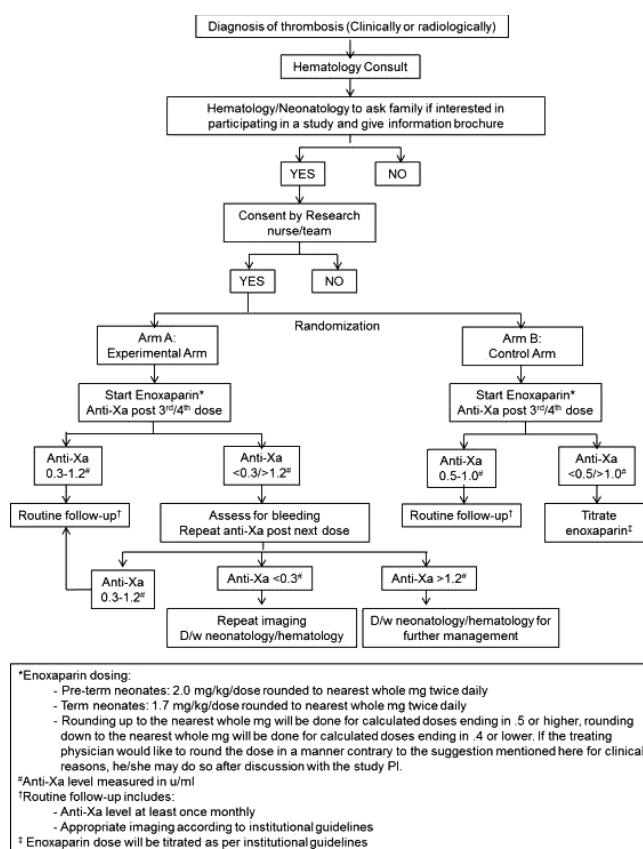 Diagnosis of thrombosis (Clinically or radiologically)
Hematology Consult
Hematology/Neonatology to ask family if interested in
participating in a study and give information brochure
YES
NO
Consent by Research
nurse/team
YES
NO
Randomization
Arm A:
Experimental Arm
Arm B:
Control Arm
Start Enoxaparin*
Anti-Xa post 3rd/4th dose
Start Enoxaparin*
Anti-Xa post 3rd/4th dose
Anti-Xa
0.3-1.2#
Anti-Xa
<0.3/>1.2#
Anti-Xa
0.5-1.0#
Anti-Xa
<0.5/>1.0#
Routine follow-up†
Assess for bleeding
Repeat anti-Xa post next dose
Routine follow-up†
Titrate
enoxaparin‡
Anti-Xa
0.3-1.2#
Anti-Xa <0.3#
Anti-Xa >1.2#
Repeat imaging
D/w neonatology/hematology
D/w neonatology/hematology for
further management
*Enoxaparin dosing:
- Pre-term neonates: 2.0 mg/kg/dose rounded to nearest whole mg twice daily
- Term neonates: 1.7 mg/kg/dose rounded to nearest whole mg twice daily
- Rounding up to the nearest whole mg will be done for calculated doses ending in .5 or higher, rounding
down to the nearest whole mg will be done for calculated doses ending in .4 or lower. If the treating
physician would like to round the dose in a manner contrary to the suggestion mentioned here for clinical
reasons, he/she may do so after discussion with the study PI.
#Anti-Xa level measured in u/ml
†Routine follow-up includes:
- Anti-Xa level at least once monthly
- Appropriate imaging according to institutional guidelines
‡ Enoxaparin dose will be titrated as per institutional guidelines